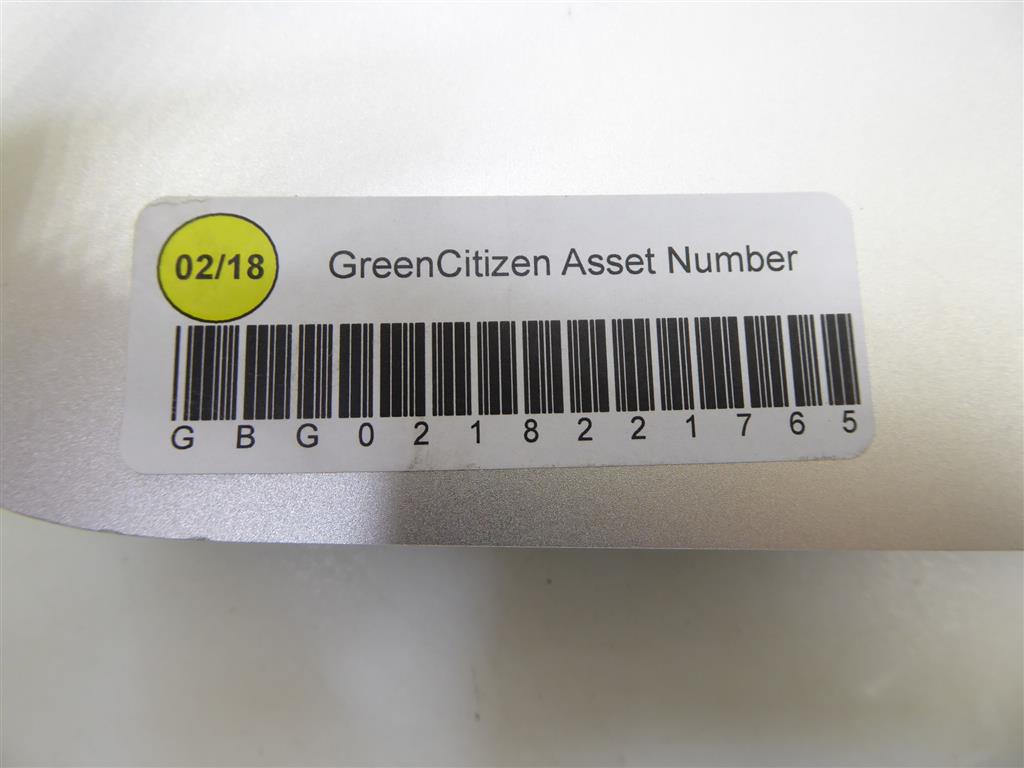 02/18
GreenCitizen Asset Number
G B G 0 2 1 8 2 2 1 7 6 5